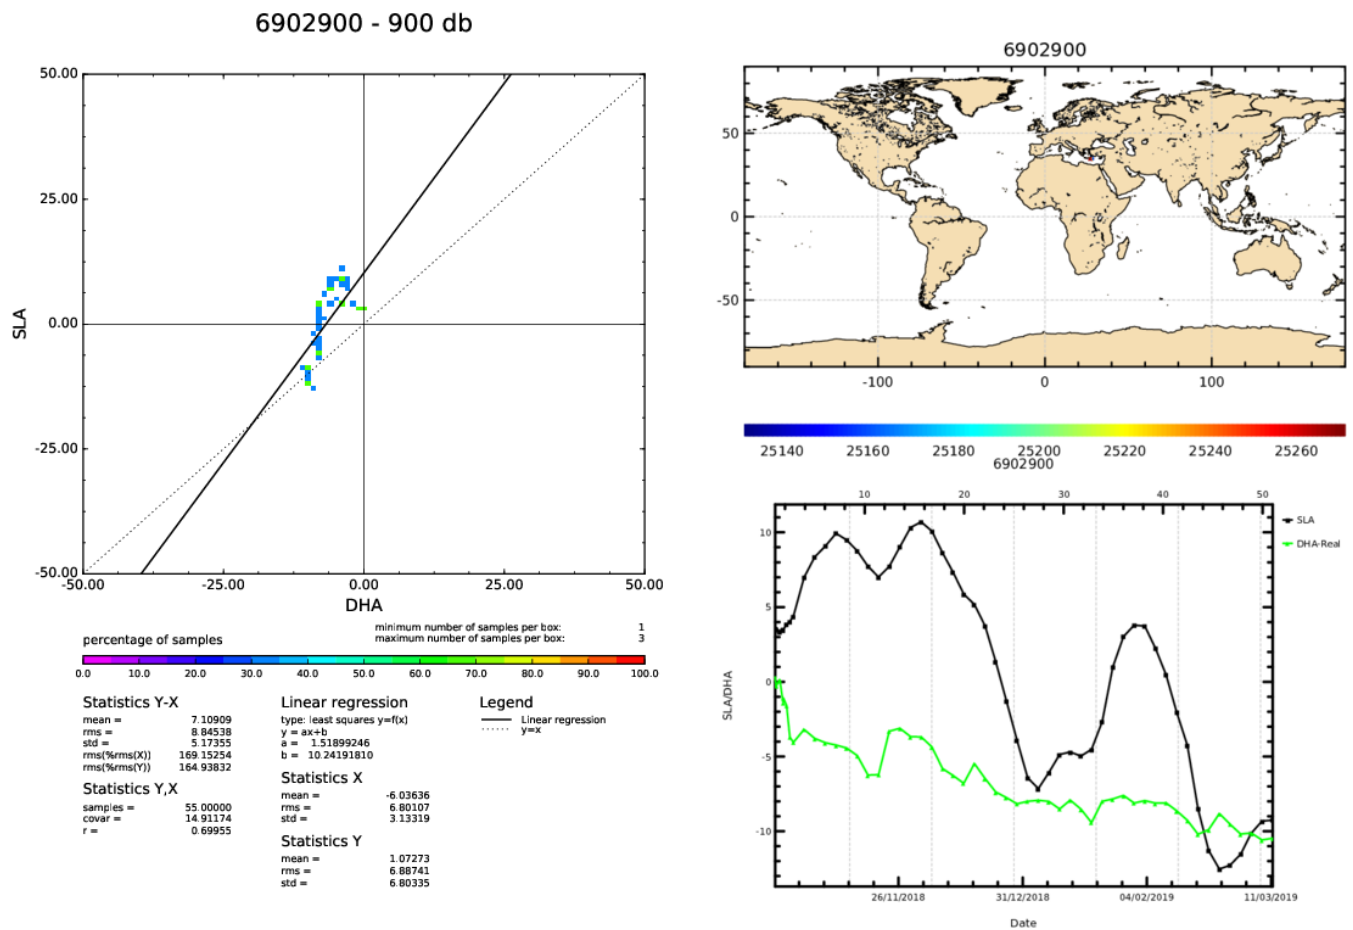 6902900 - 900 db
50.00
25.00
0.00
-25.00
-50.00
SLA
-50.00 -25.00 0.00 25.00 50.00
DHA
percentage of samples
minimum number of samples per box: 1
maximum number of samples per box: 3
0.0 10.0 20.0 30.0 40.0 50.0 60.0 70.0 80.0 90.0 100.0
Statistics Y-X
mean = 7.10909
rms = 8.84538
std = 5.17355
rms(%rms(X)) 169.15254
rms(%rms(Y)) 164.93832
Statistics Y,X
samples = 55.00000
covar = 14.91174
r = 0.69955
Linear regression
type: least squares y=f(x)
y = ax+b
a = 1.51899246
b = 10.24191810
Statistics X
mean = -6.03636
rms = 6.80107
std = 3.13319
Statistics Y
mean = 1.07273
rms = 6.88741
std = 6.80335
Legend
Linear regression
y=x
6902900
50
0
-50
-100 0 100
25140 25160 25180 25200 25220 25240 25260
6902900
10 20 30 40 50
10
5
0
-5
-10
SLA/DHA
26/11/2018 31/12/2018 04/02/2019 11/03/2019
Date
SLA
DHA-Real